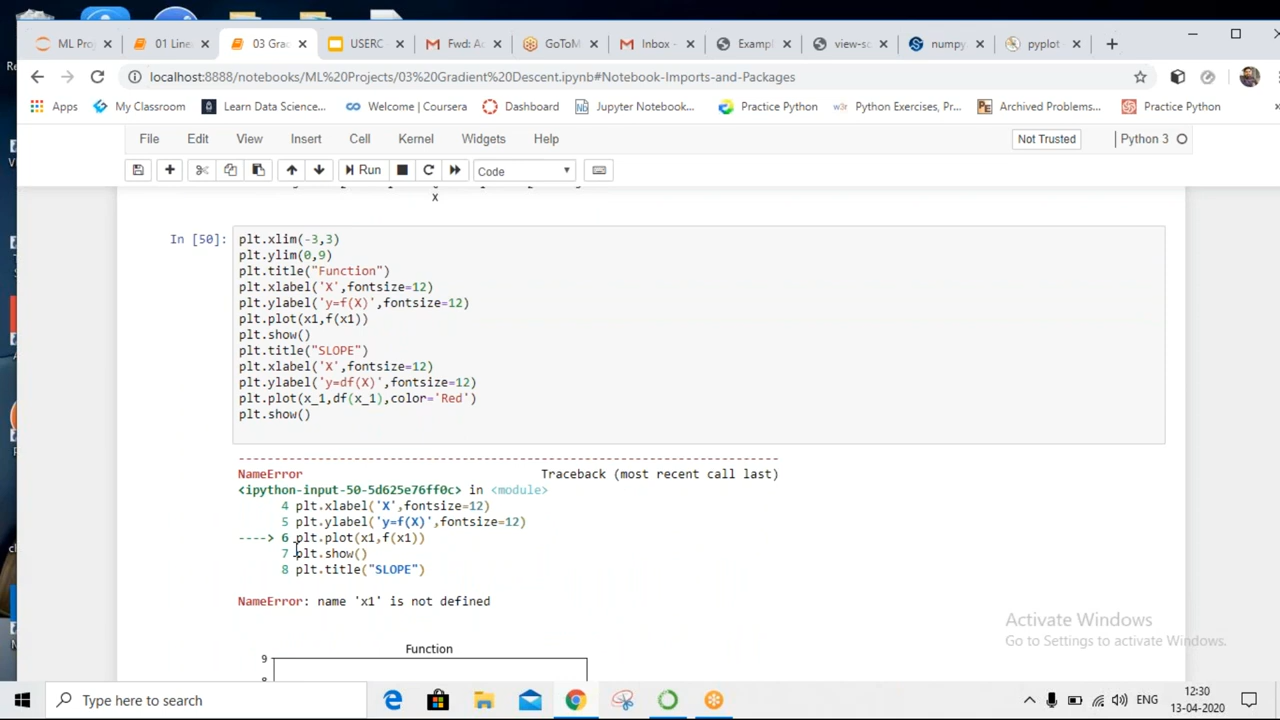 ML Pro
01 Line
03 Grac
USERC
Fwd: A
GoToM
Inbox -
Exampl
view-sc
numpy
pyplot
localhost:8888/notebooks/ML%20Projects/03%20Gradient%20Descent.ipynb#Notebook-Imports-and-Packages
Apps
My Classroom
Learn Data Science...
Welcome | Coursera
Dashboard
Jupyter Notebook...
Practice Python
Python Exercises, Pr...
Archived Problems...
Practice Python
File Edit View Insert Cell Kernel Widgets Help
Not Trusted
Python 3
Run
Code
X
In [50]:
plt.xlim(-3,3)
plt.ylim(0,9)
plt.title("Function")
plt.xlabel('X',fontsize=12)
plt.ylabel('y=f(X)',fontsize=12)
plt.plot(x1,f(x1))
plt.show()
plt.title("SLOPE")
plt.xlabel('X',fontsize=12)
plt.ylabel('y=df(X)',fontsize=12)
plt.plot(x_1,df(x_1),color='Red')
plt.show()
---------------------------------------------------------------------------
NameError Traceback (most recent call last)
<ipython-input-50-5d625e76ff0c> in <module>
4 plt.xlabel('X',fontsize=12)
5 plt.ylabel('y=f(X)',fontsize=12)
----> 6 plt.plot(x1,f(x1))
7 plt.show()
8 plt.title("SLOPE")
NameError: name 'x1' is not defined
Function
9
Activate Windows
Go to Settings to activate Windows.
Type here to search
ENG
12:30
13-04-2020